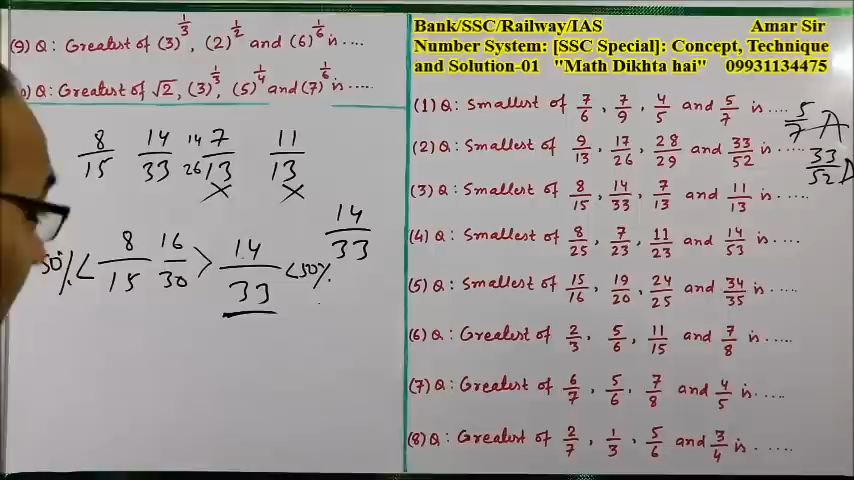 (9) Q: Greatest of (3)^1/3, (2)^1/2 and (6)^1/6 is....
) Q: Greatest of √2, (3)^1/3, (5)^1/4 and (7)^1/6 is....
8/15 14/33 14/26 7/13 11/13
50% < 8/15 16/30 > 14/33 < 50% 14/33
Bank/SSC/Railway/IAS Amar Sir
Number System: [SSC Special]: Concept, Technique
and Solution-01 "Math Dikhta hai" 09931134475
(1) Q: Smallest of 7/6, 7/9, 4/5 and 5/7 is.... 5/7 A
(2) Q: Smallest of 9/13, 17/26, 28/29 and 33/52 is..... 33/52 A
(3) Q: Smallest of 8/15, 14/33, 7/13 and 11/13 is.....
(4) Q: Smallest of 8/25, 7/23, 11/23 and 14/53 is....
(5) Q: Smallest of 15/16, 19/20, 24/25 and 34/35 is.....
(6) Q: Greatest of 2/3, 5/6, 11/15 and 7/8 is.....
(7) Q: Greatest of 6/7, 5/6, 7/8 and 4/5 is.....
(8) Q: Greatest of 2/7, 1/3, 5/6 and 3/4 is.....